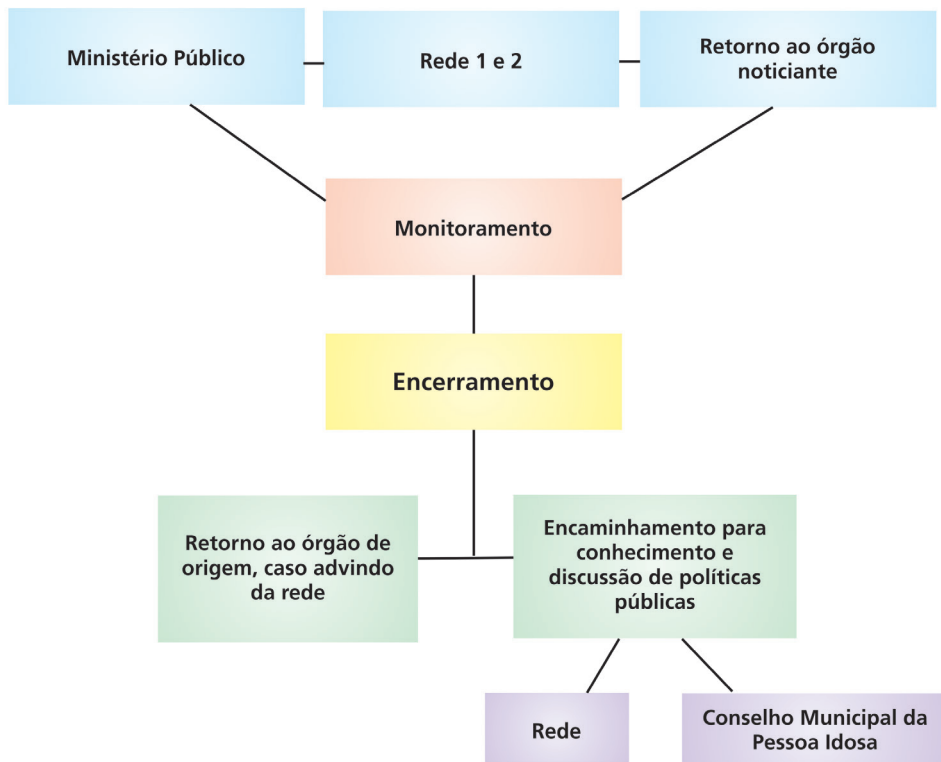 Ministério Público
Rede 1 e 2
Retorno ao órgão
noticiante
Monitoramento
Encerramento
Retorno ao órgão de
origem, caso advindo
da rede
Encaminhamento para
conhecimento e
discussão de políticas
públicas
Rede
Conselho Municipal da
Pessoa Idosa